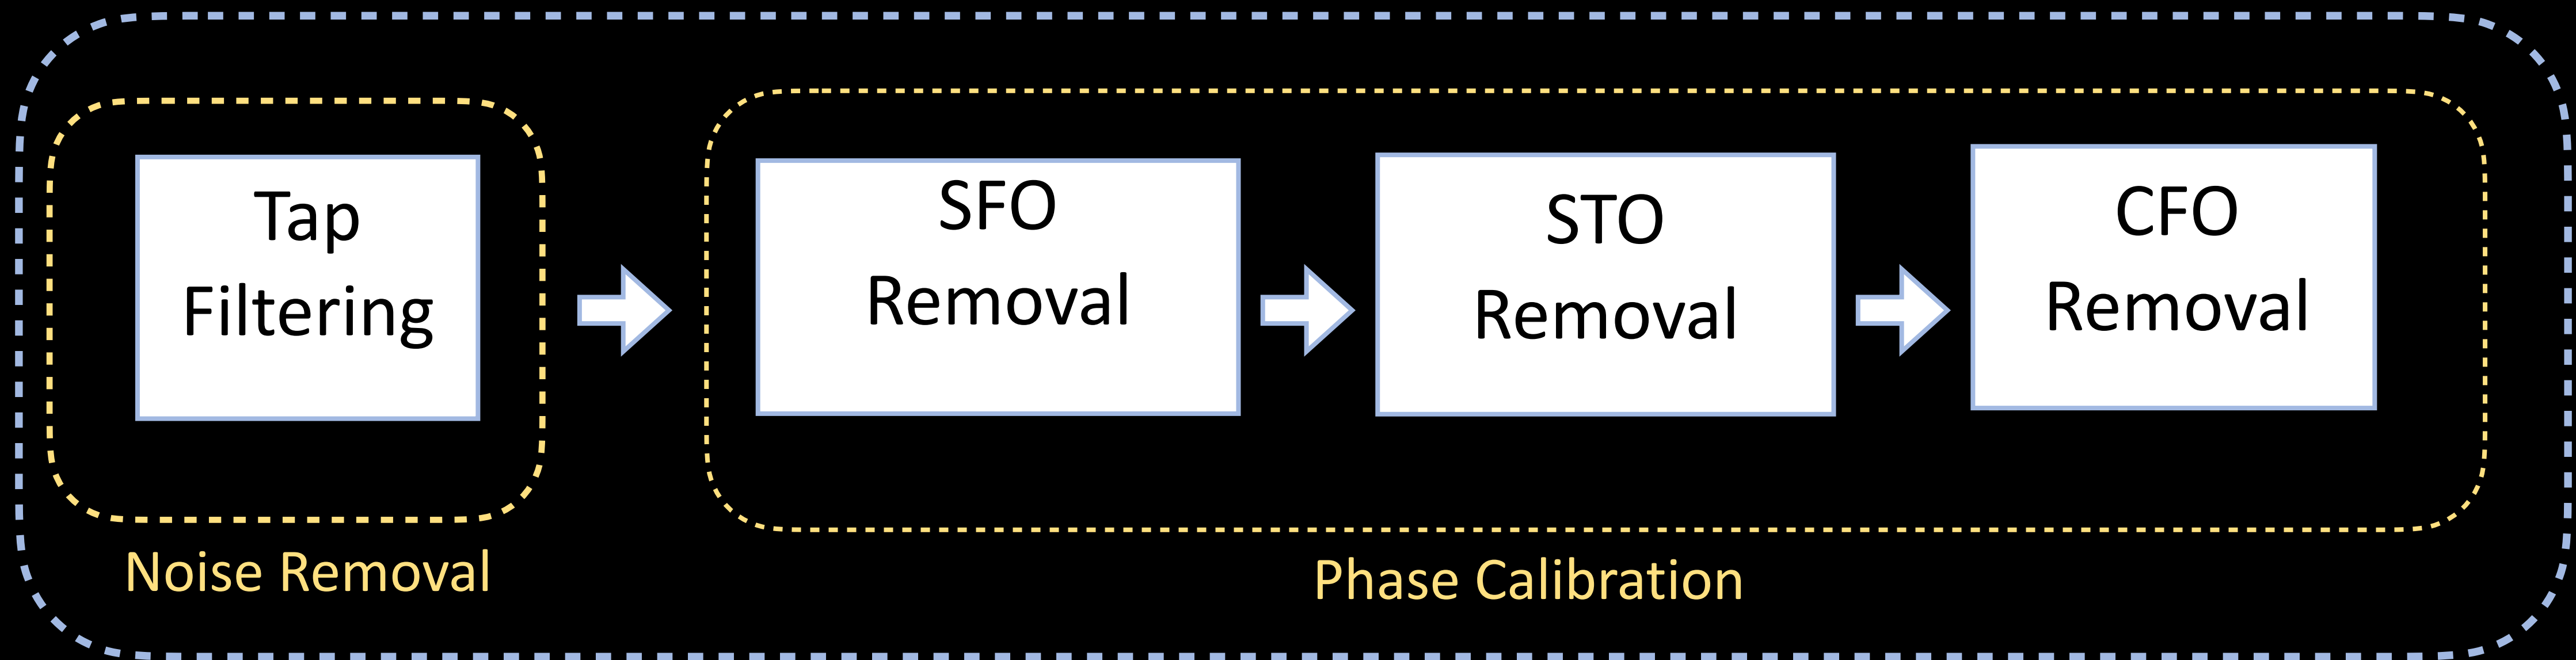 Tap
Filtering
SFO
Removal
STO
Removal
CFO
Removal
Noise Removal
Phase Calibration